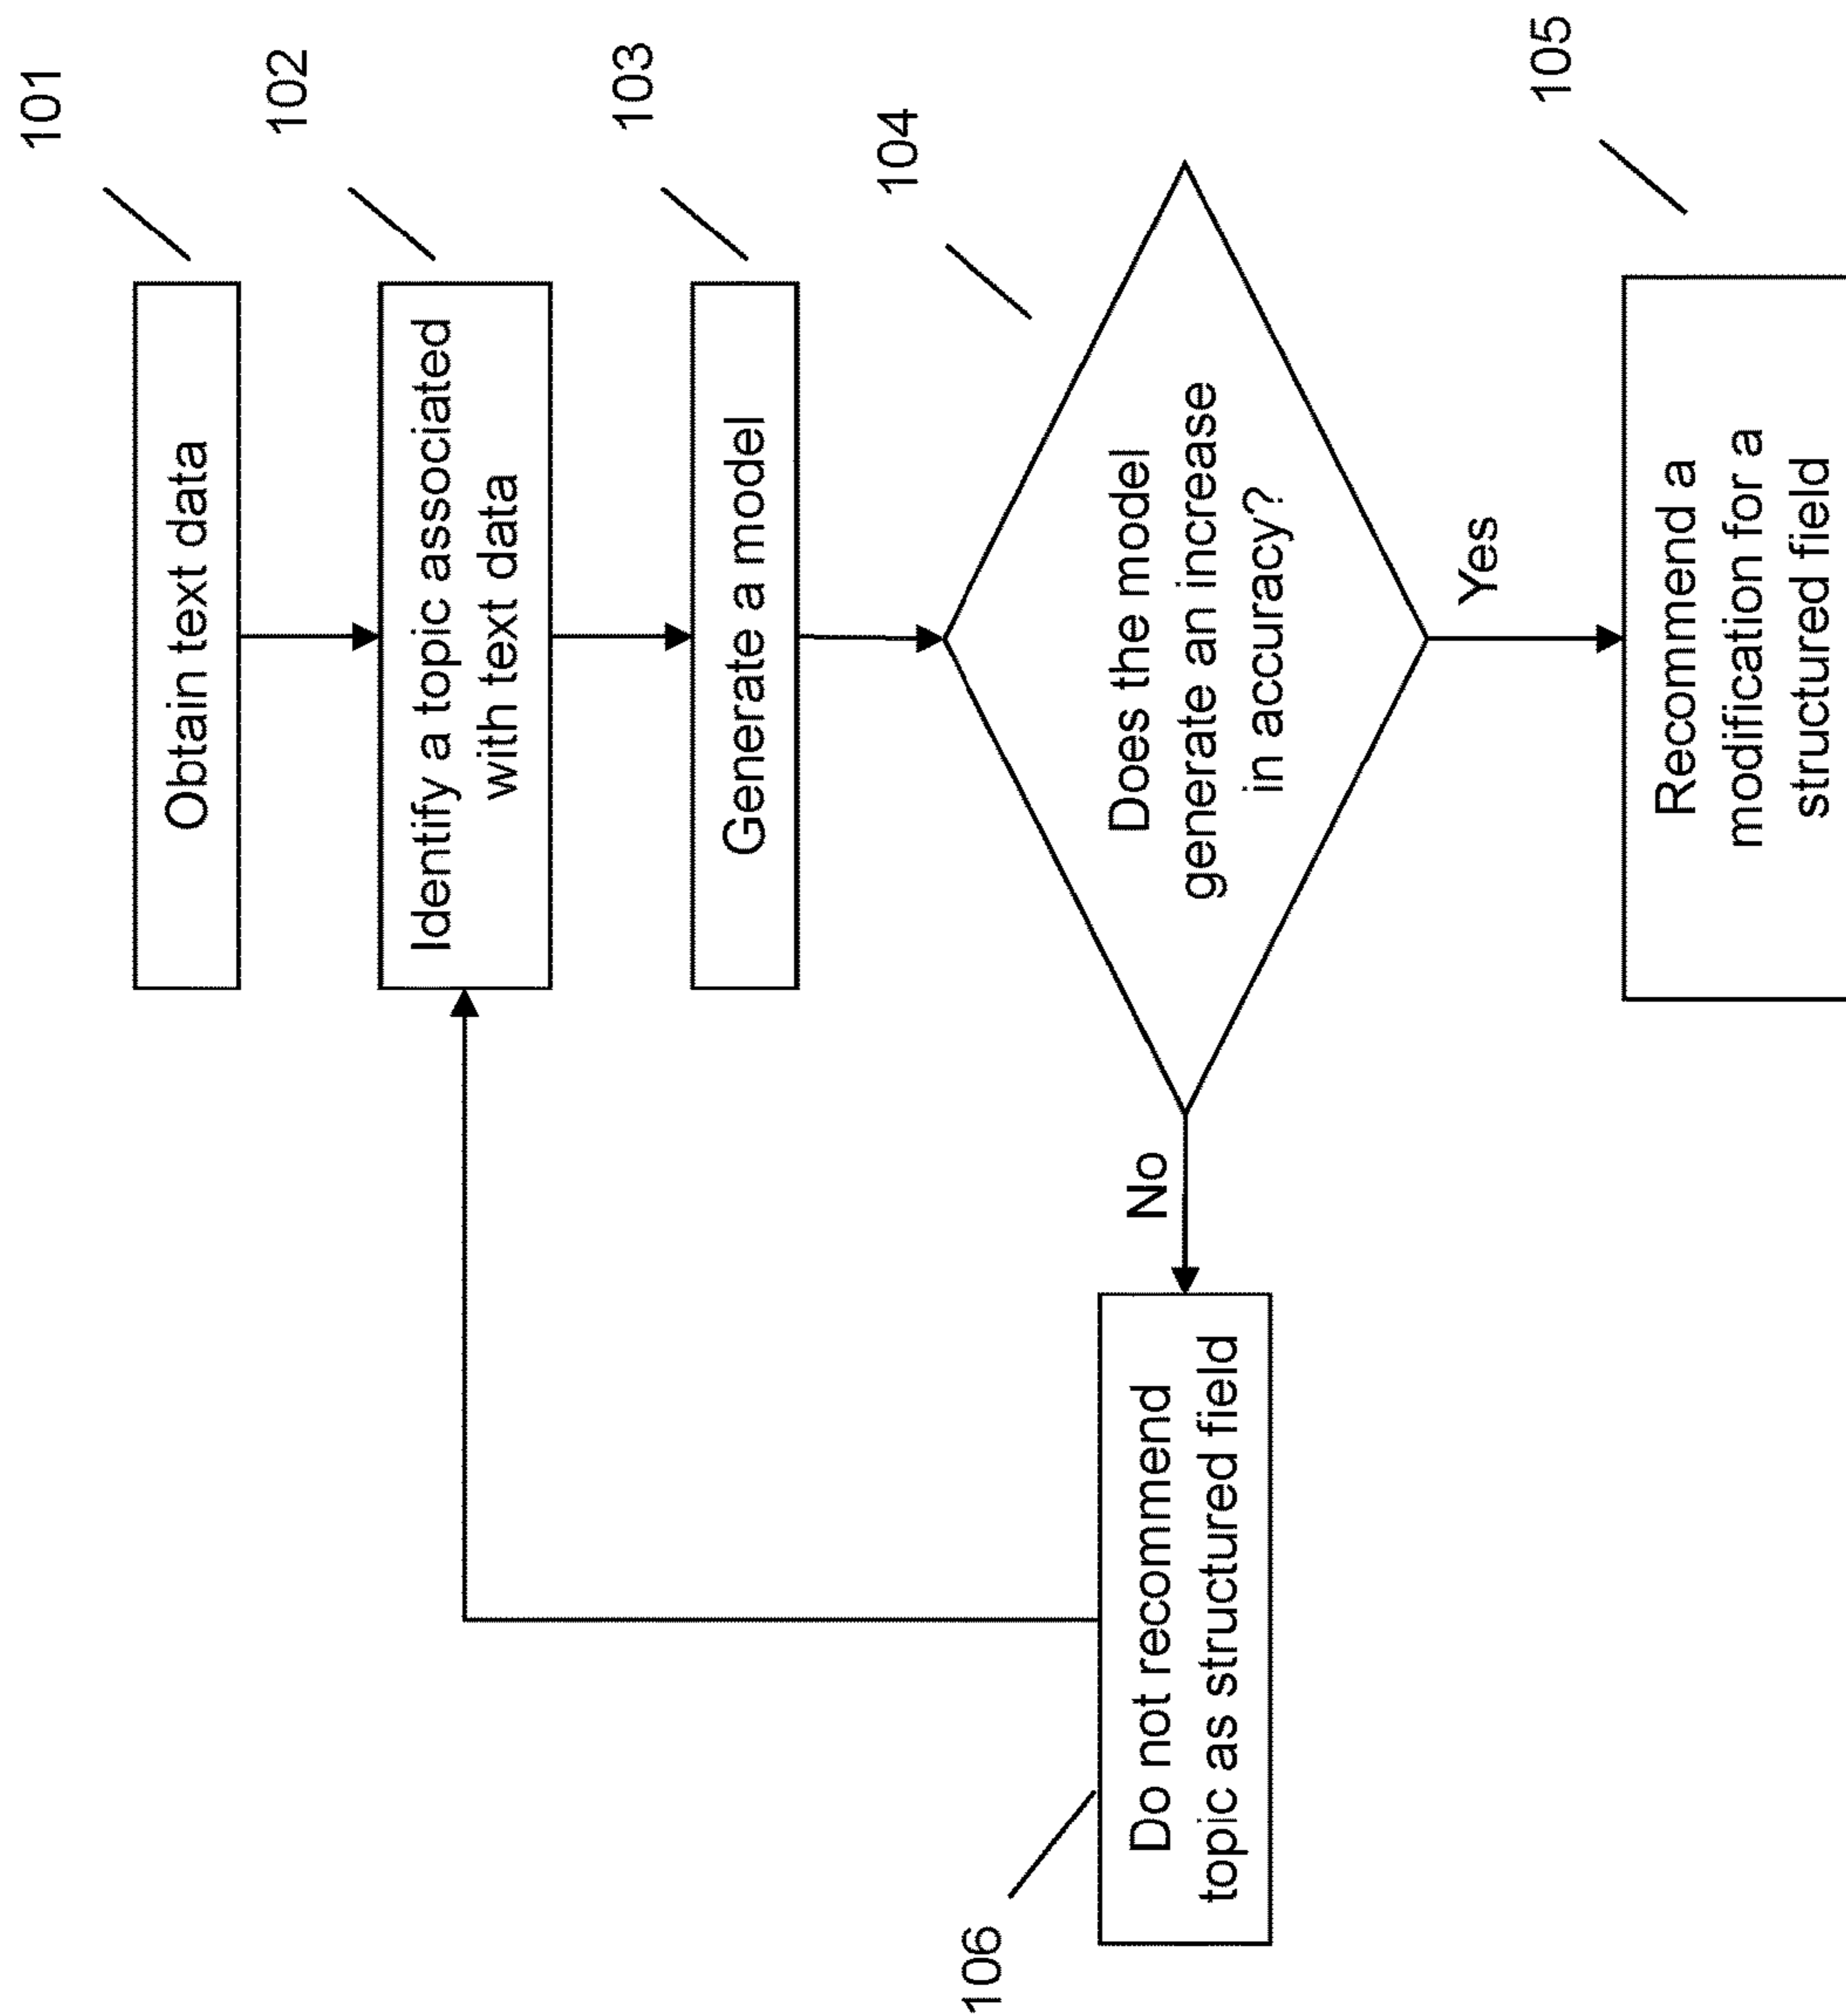 101
Obtain text data
102
Identify a topic associated
with text data
103
Generate a model
104
Does the model
generate an increase
in accuracy?
No
Yes
106
Do not recommend
topic as structured field
105
Recommend a
modification for a
structured field